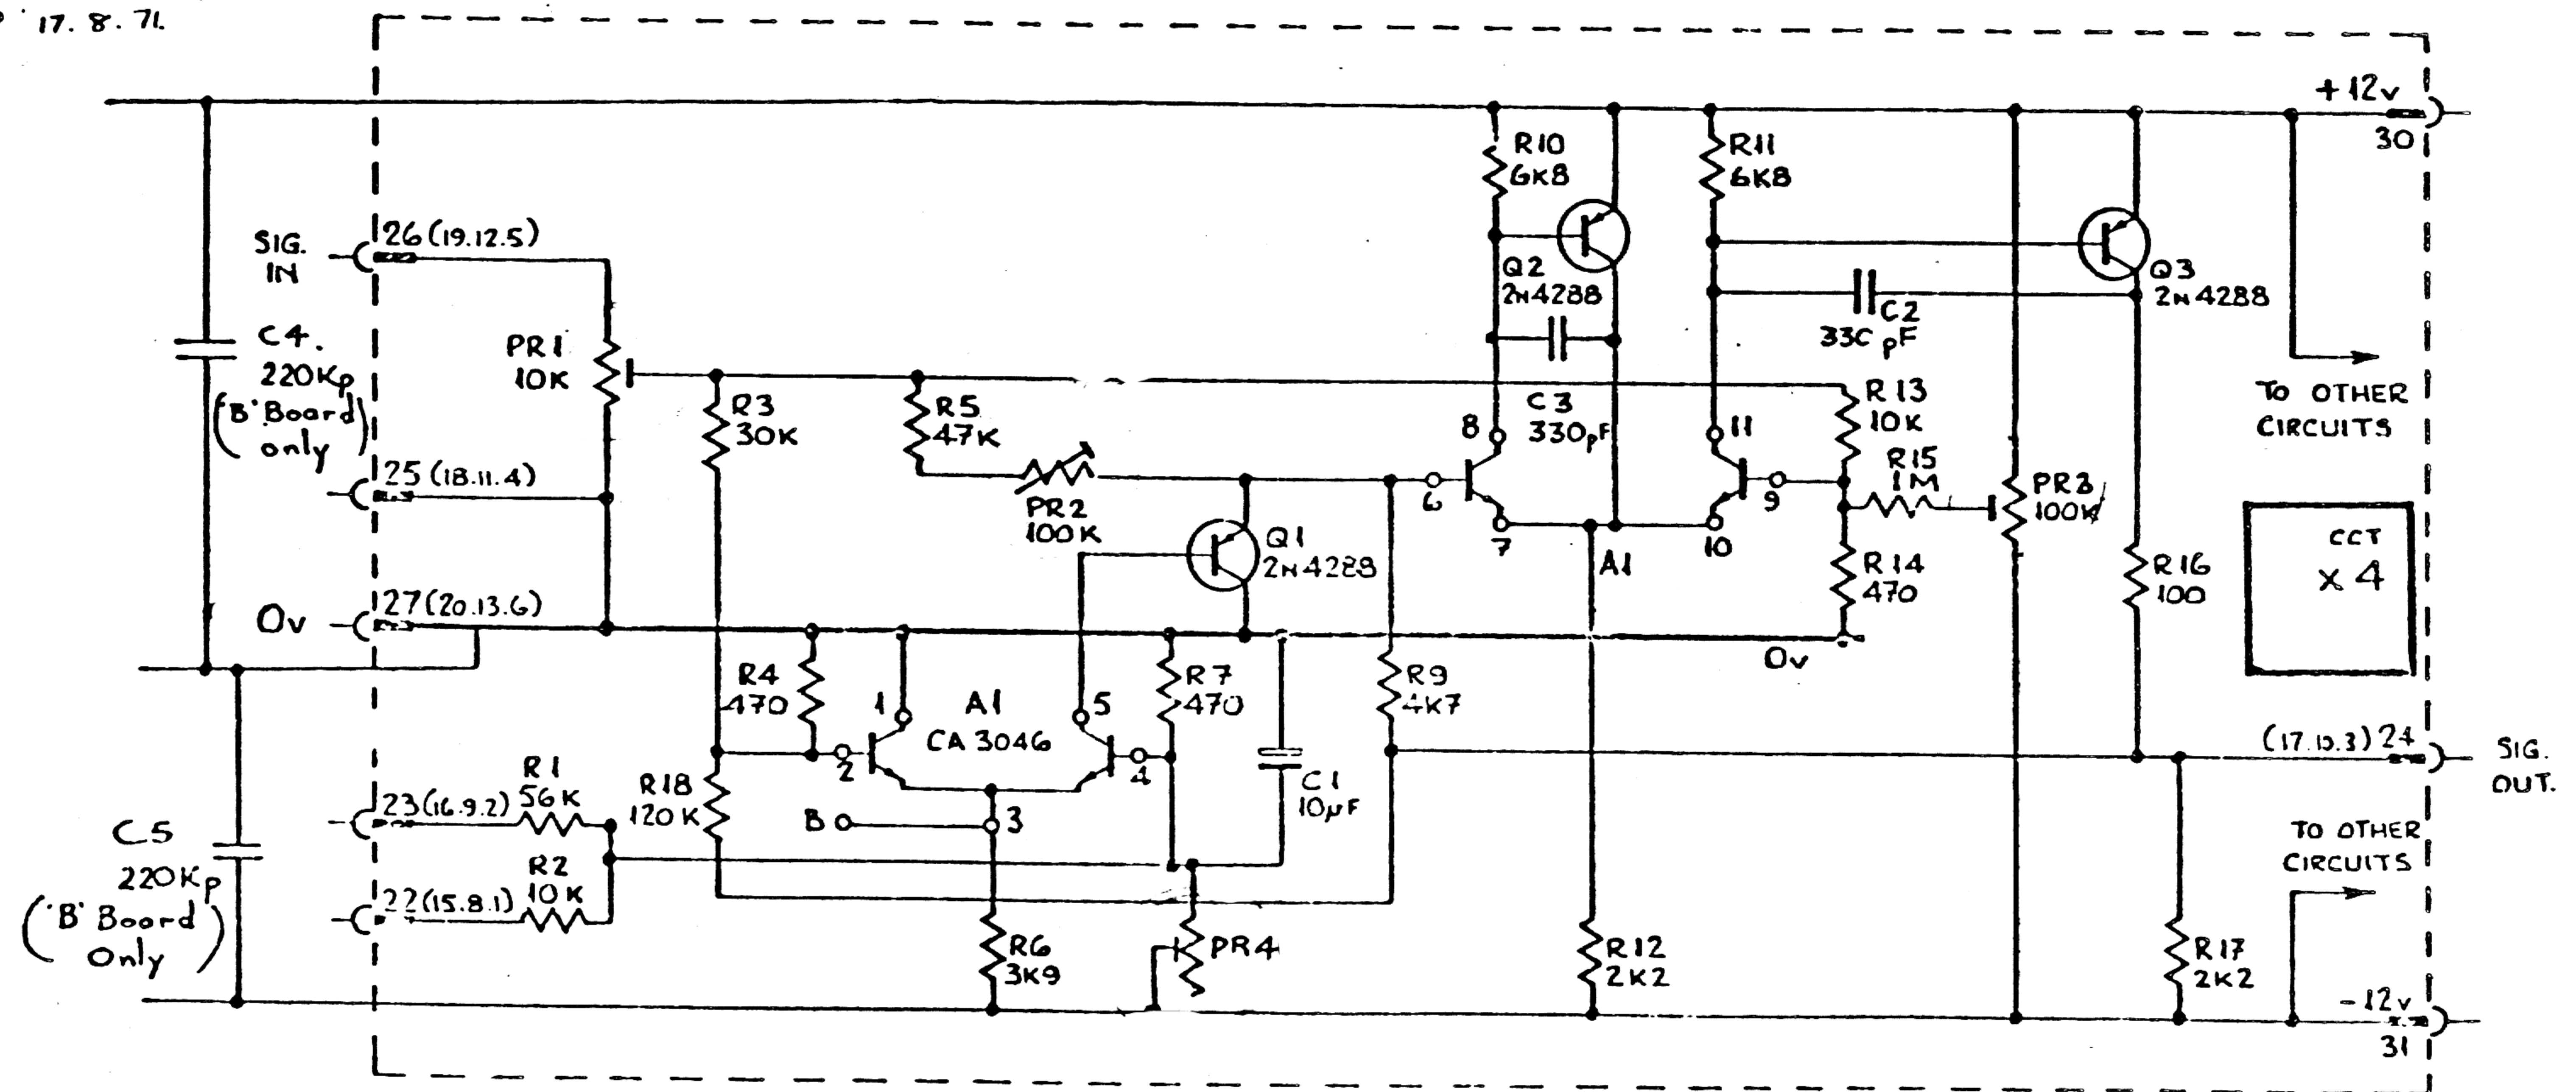 17. 8. 71.
+12v
30
R10
6K8
R11
6K8
SIG.
IN
26 (19.12.5)
Q2
2N4288
Q3
2N4288
C4.
220Kp
('B' Board
only)
PR1
10K
C2
330 pF
TO OTHER
CIRCUITS
R3
30K
R5
47K
C3
330pF
8
11
R13
10K
25 (18.11.4)
R15
1M
PR2
100K
6
9
PR3
100K
7
A1
10
Q1
2N4288
R14
470
R16
100
CCT
x 4
Ov
27 (20.13.6)
Ov
R4
470
1
A1
CA 3046
5
R7
470
R9
4K7
2
4
(17.10.3) 24
SIG.
OUT.
R1
56K
23 (16.9.2)
R18
120K
B
3
C1
10µF
C5
220Kp
('B' Board
Only)
R2
10K
22 (15.8.1)
TO OTHER
CIRCUITS
R6
3K9
PR4
R12
2K2
R17
2K2
-12v
31